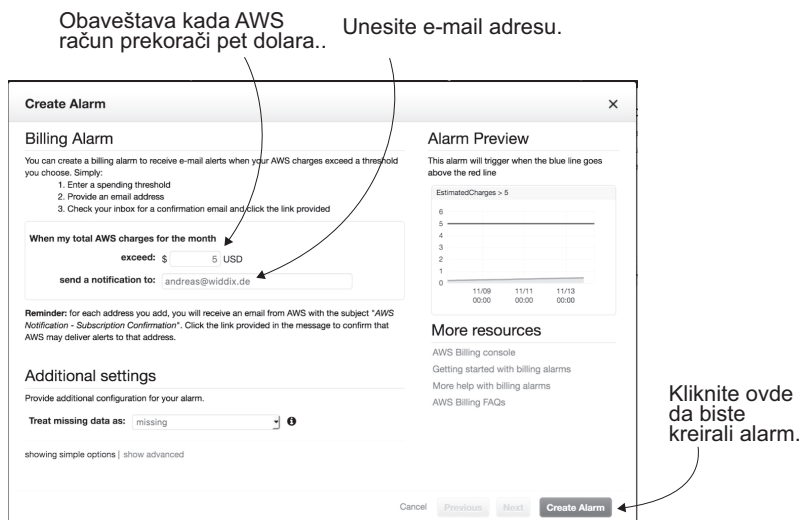 Obaveštava kada AWS
račun prekorači pet dolara..
Unesite e-mail adresu.
Create Alarm
×
Billing Alarm
You can create a billing alarm to receive e-mail alerts when your AWS charges exceed a threshold
you choose. Simply:
1. Enter a spending threshold
2. Provide an email address
3. Check your inbox for a confirmation email and click the link provided
When my total AWS charges for the month
exceed: $ 5 USD
send a notification to: andreas@widdix.de
Reminder: for each address you add, you will receive an email from AWS with the subject "AWS
Notification - Subscription Confirmation". Click the link provided in the message to confirm that
AWS may deliver alerts to that address.
Additional settings
Provide additional configuration for your alarm.
Treat missing data as: missing
showing simple options | show advanced
Alarm Preview
This alarm will trigger when the blue line goes
above the red line
EstimatedCharges > 5
6
5
4
3
2
1
0
11/09 11/11 11/13
00:00 00:00 00:00
More resources
AWS Billing console
Getting started with billing alarms
More help with billing alarms
AWS Billing FAQs
Kliknite ovde
da biste
kreirali alarm.
Cancel Previous Next Create Alarm